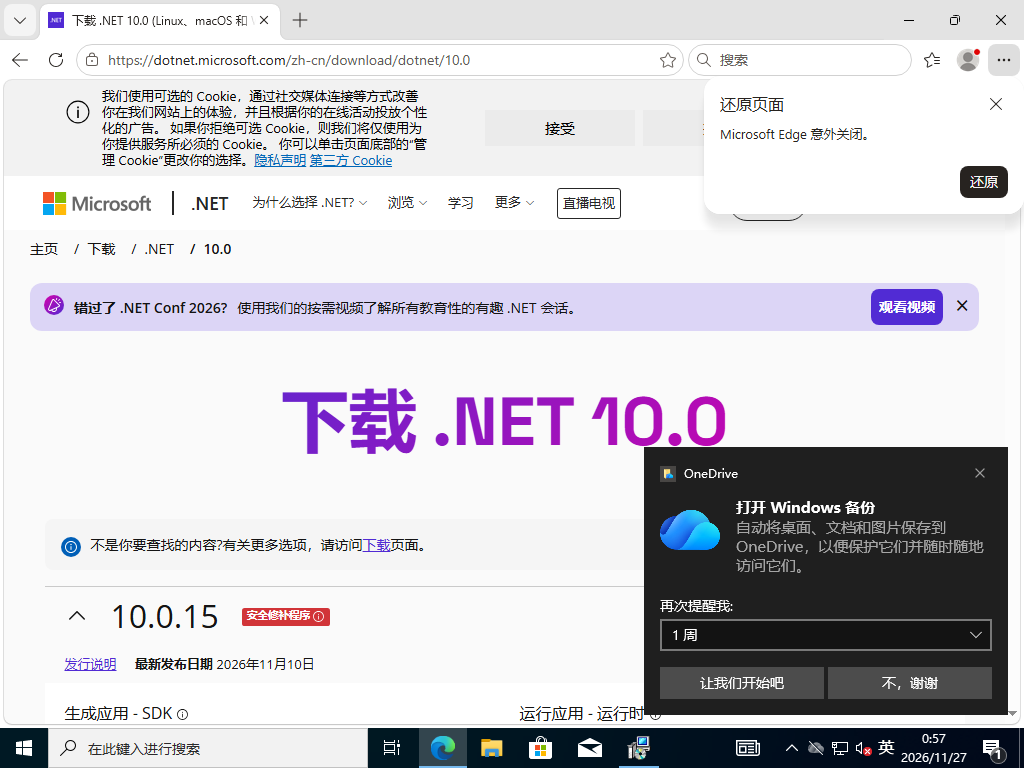 下载 .NET 10.0 (Linux、macOS 和
https://dotnet.microsoft.com/zh-cn/download/dotnet/10.0
搜索
我们使用可选的 Cookie，通过社交媒体连接等方式改善
你在我们网站上的体验，并且根据你的在线活动投放个性
化的广告。 如果你拒绝可选 Cookie，则我们将仅使用为
你提供服务所必须的 Cookie。 你可以单击页面底部的“管
理 Cookie”更改你的选择。隐私声明 第三方 Cookie
接受
还原页面
Microsoft Edge 意外关闭。
还原
Microsoft
.NET
为什么选择 .NET?
浏览
学习
更多
直播电视
主页 / 下载 / .NET / 10.0
错过了 .NET Conf 2026? 使用我们的按需视频了解所有教育性的有趣 .NET 会话。
观看视频
下载 .NET 10.0
不是你要查找的内容?有关更多选项，请访问下载页面。
10.0.15
安全修补程序
发行说明 最新发布日期 2026年11月10日
生成应用 - SDK
运行应用 - 运行时
OneDrive
打开 Windows 备份
自动将桌面、文档和图片保存到
OneDrive，以便保护它们并随时随地
访问它们。
再次提醒我:
1 周
让我们开始吧
不，谢谢
在此键入进行搜索
英
0:57
2026/11/27
1